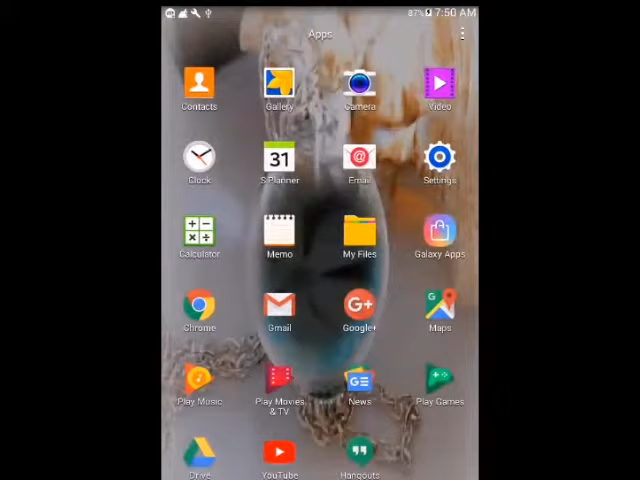 87% 7:50 AM
Apps
Contacts
Gallery
Camera
Video
Clock
31
S Planner
Email
Settings
Calculator
Memo
My Files
Galaxy Apps
Chrome
Gmail
Google+
Maps
Play Music
Play Movies
& TV
News
Play Games
Drive
YouTube
Hangouts